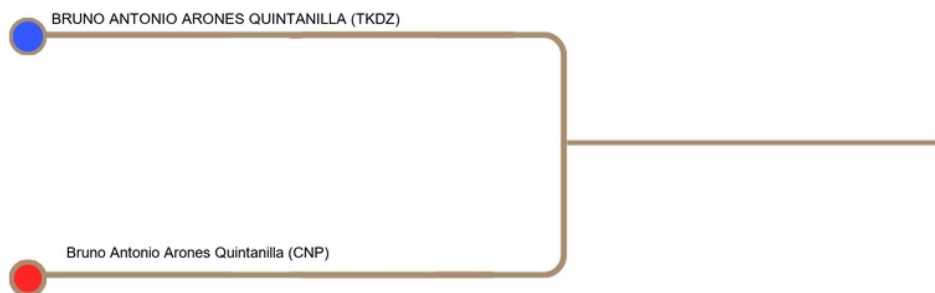 BRUNO ANTONIO ARONES QUINTANILLA (TKDZ)
Bruno Antonio Arones Quintanilla (CNP)